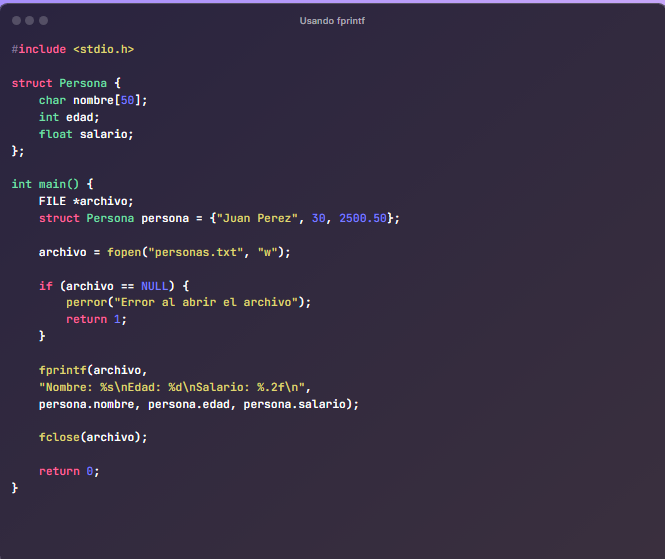 Usando fprintf
#include <stdio.h>
struct Persona {
    char nombre[50];
    int edad;
    float salario;
};
int main() {
    FILE *archivo;
    struct Persona persona = {"Juan Perez", 30, 2500.50};
    archivo = fopen("personas.txt", "w");
    if (archivo == NULL) {
        perror("Error al abrir el archivo");
        return 1;
    }
    fprintf(archivo,
    "Nombre: %s\nEdad: %d\nSalario: %.2f\n",
    persona.nombre, persona.edad, persona.salario);
    fclose(archivo);
    return 0;
}